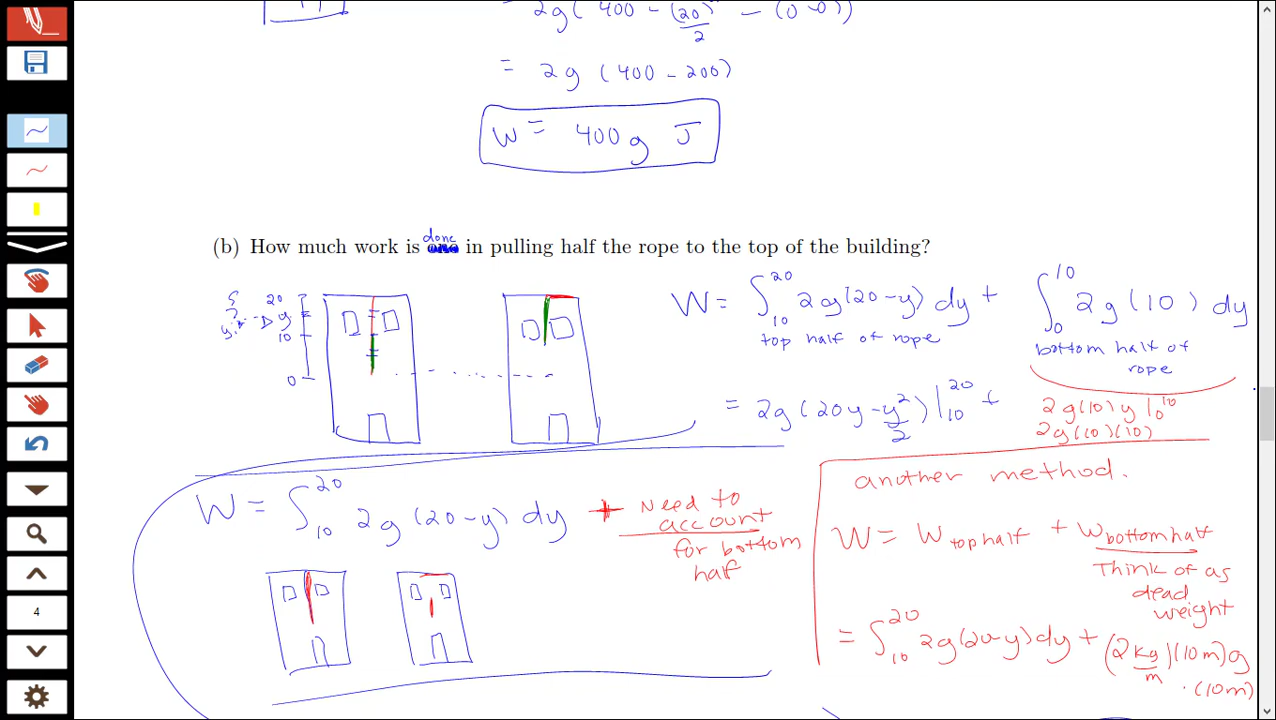 = 2g(400 - (20)²/2 - (0-0))
= 2g (400 - 200)
W = 400g J
(b) How much work is done in pulling half the rope to the top of the building?
20
y
10
0
W = ∫₁₀²⁰ 2g(20-y) dy + ∫₀¹⁰ 2g(10) dy
top half of rope
bottom half of
rope
= 2g(20y - y²/2)|₁₀²⁰ + 2g(10)y|₀¹⁰
2g(10)(10)
W = ∫₁₀²⁰ 2g(20-y) dy + Need to
account
for bottom
half
another method.
W = W top half + W bottom half
Think of as
dead
weight
= ∫₁₀²⁰ 2g(20-y)dy + (2 kg/m)(10m)g
·(10m)
4